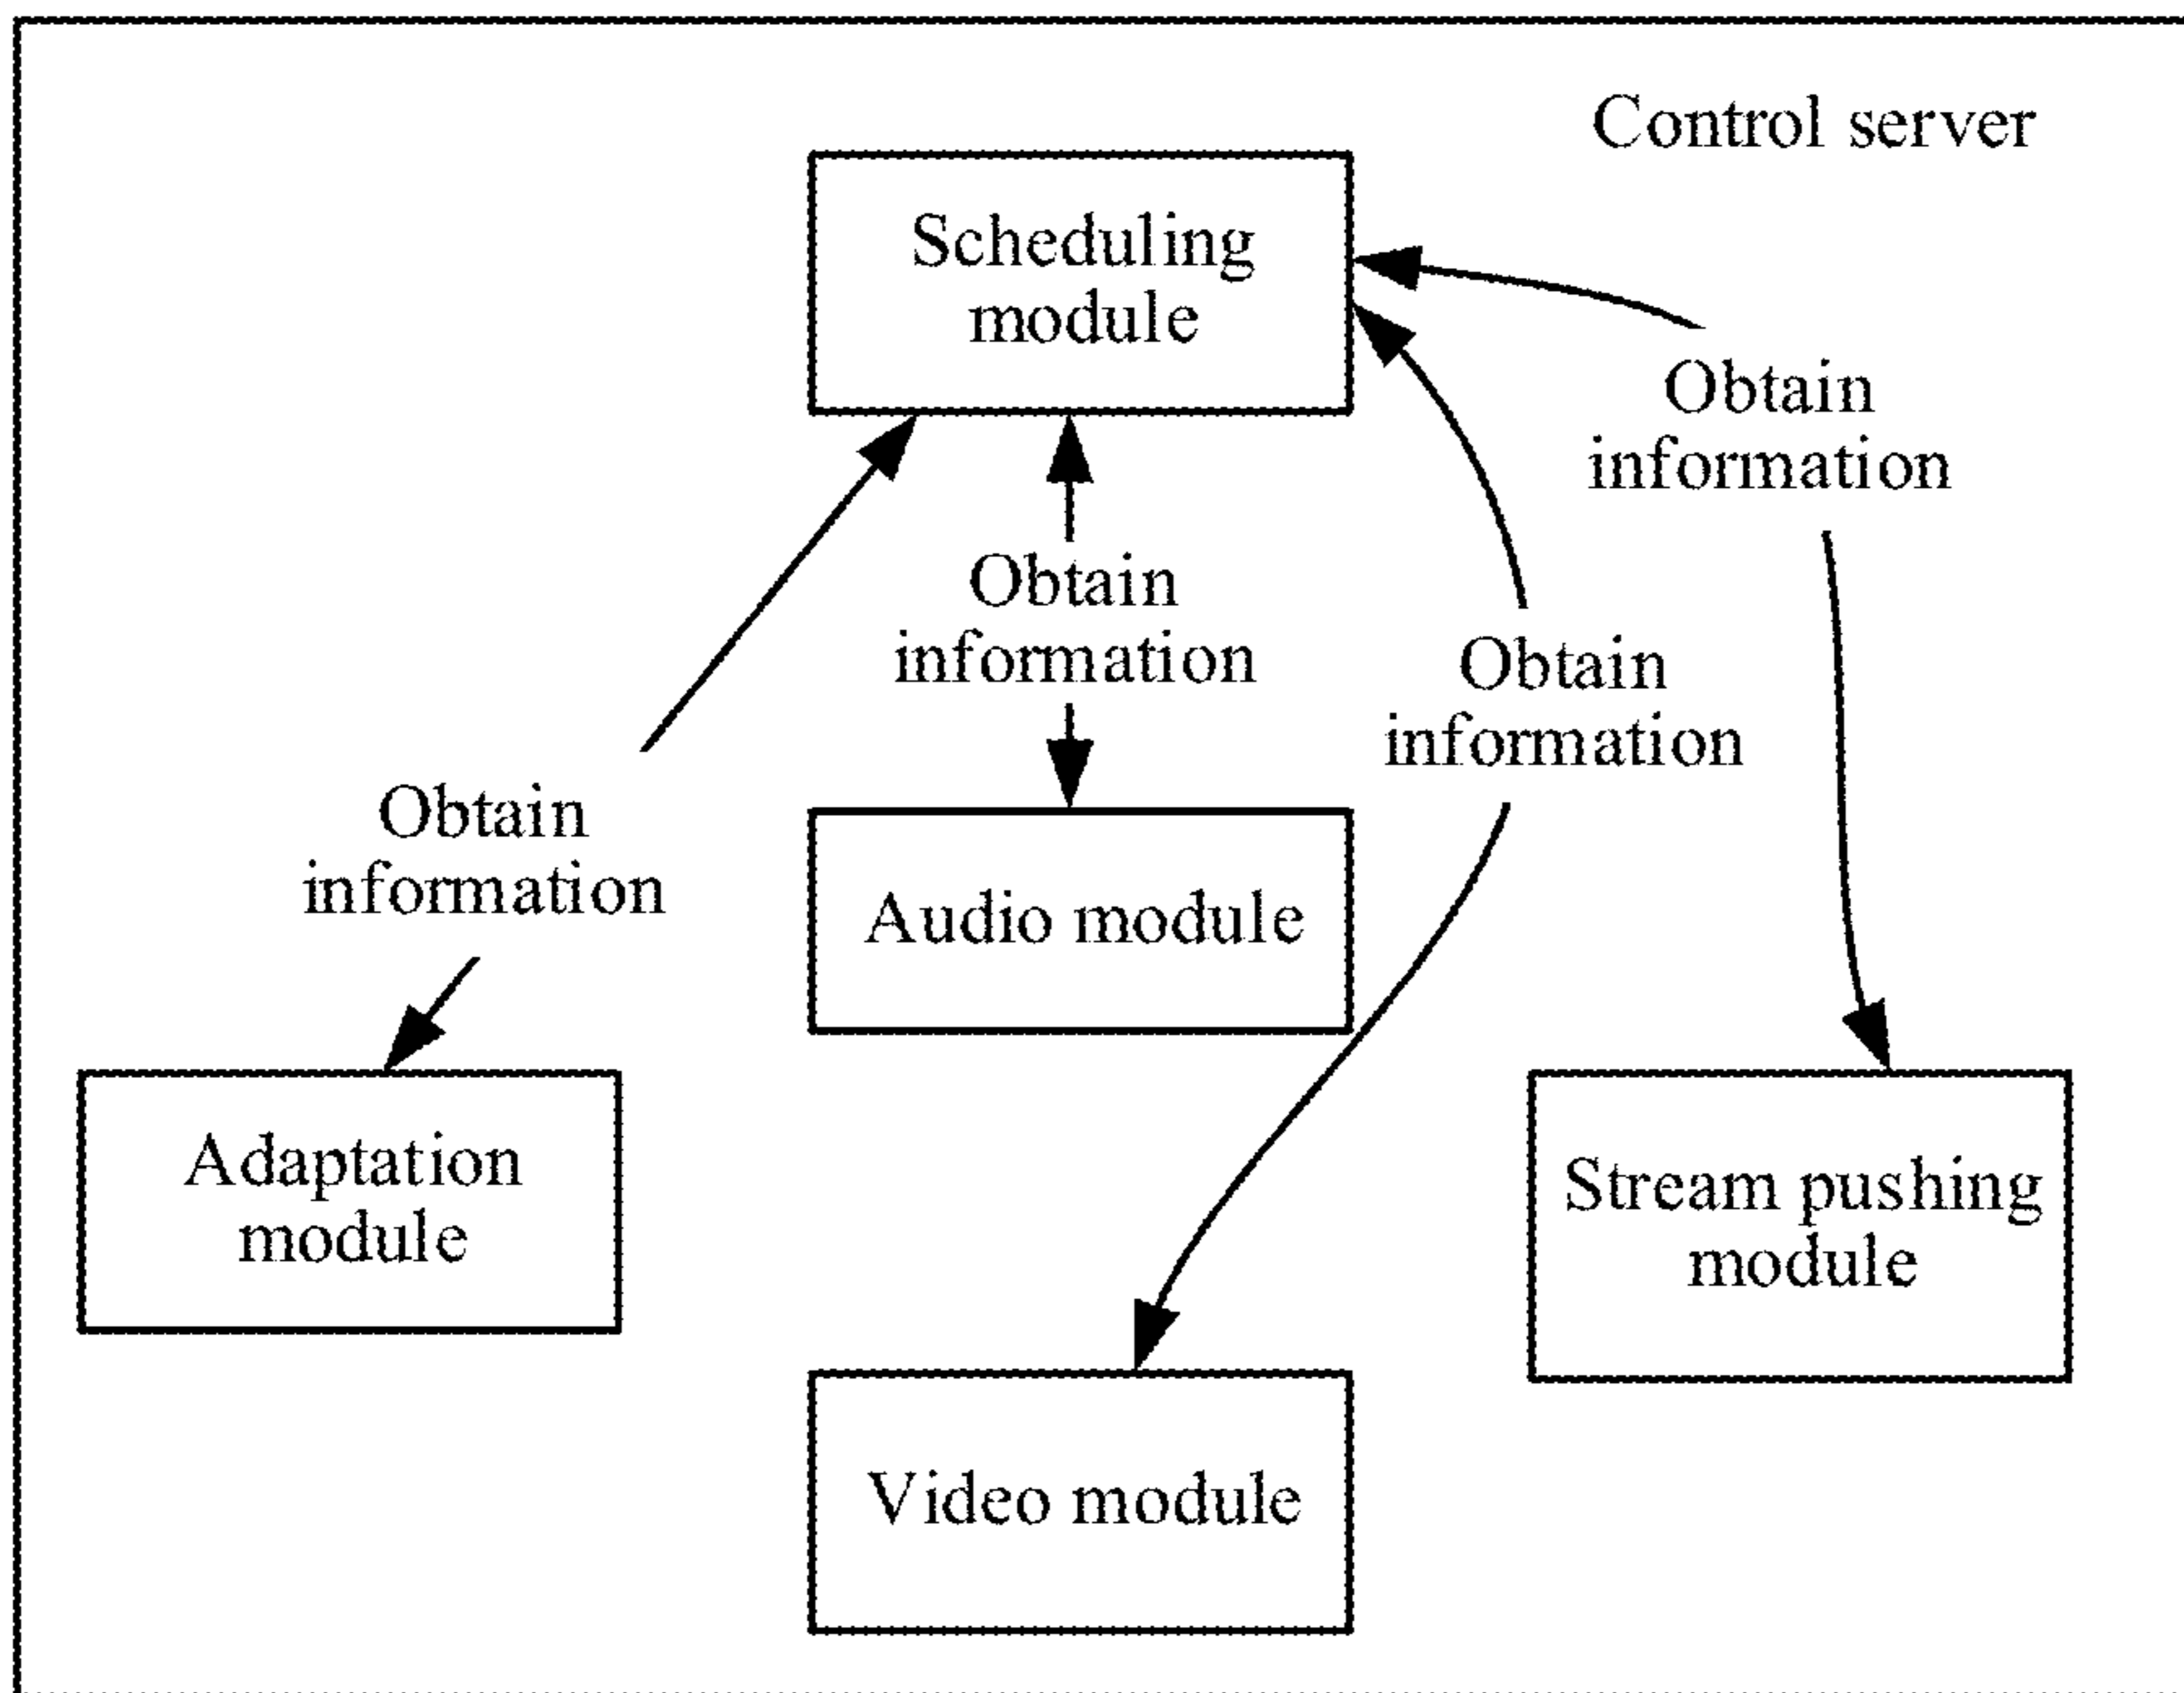 Control server
Scheduling
module
Obtain
information
Obtain
information
Obtain
information
Obtain
information
Audio module
Adaptation
module
Stream pushing
module
Video module